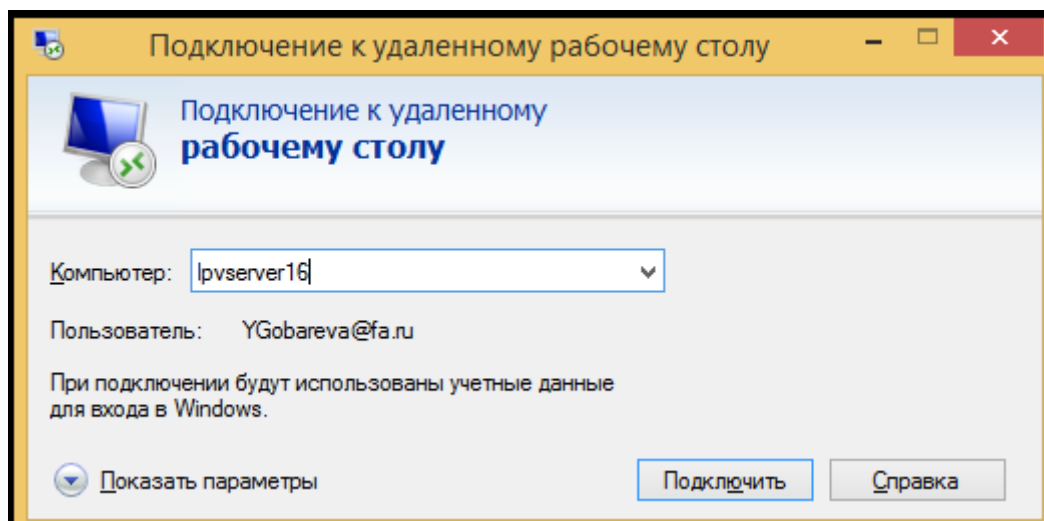 Подключение к удаленному рабочему столу
Подключение к удаленному
рабочему столу
Компьютер: lpvserver16
Пользователь: YGobareva@fa.ru
При подключении будут использованы учетные данные
для входа в Windows.
Показать параметры Подключить Справка